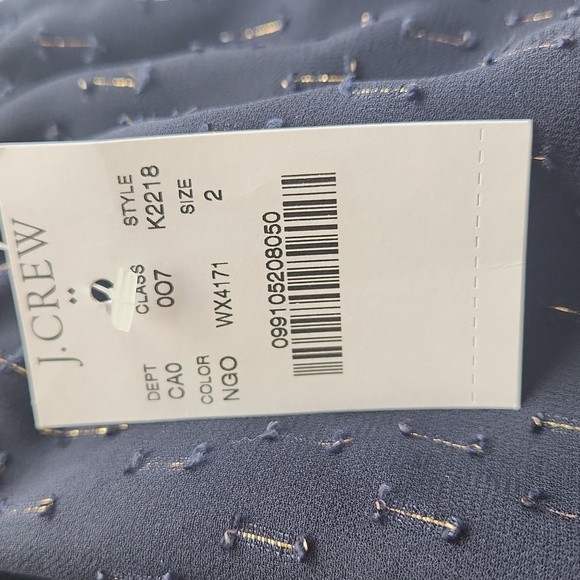 J.CREW
DEPT CLASS STYLE
CA0 007 K2218
COLOR SIZE
NGO WX4171 2
099105208050